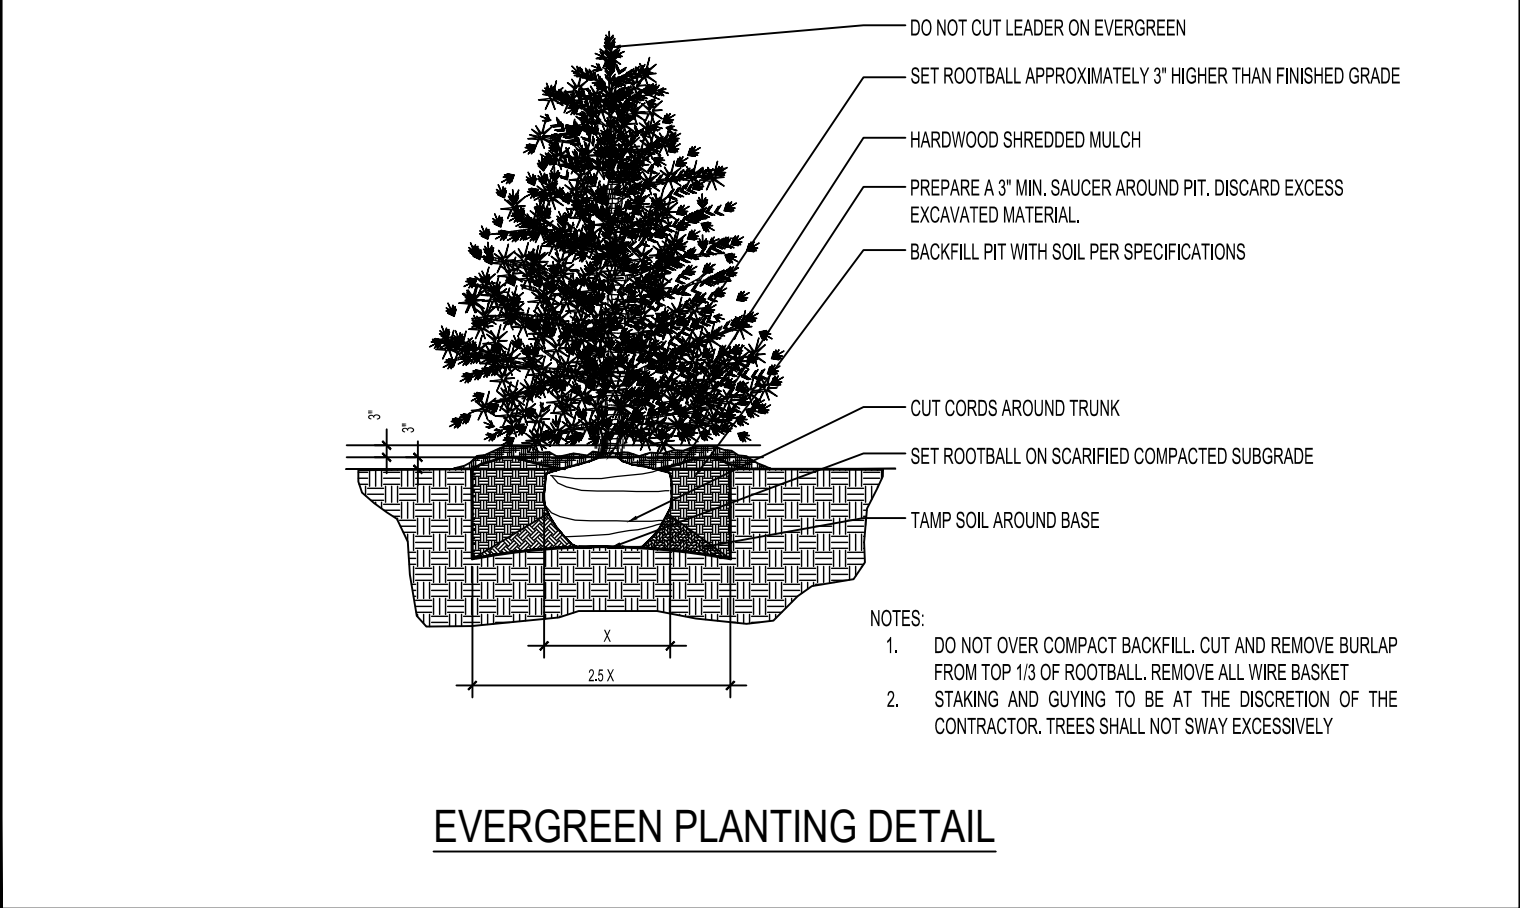 DO NOT CUT LEADER ON EVERGREEN
SET ROOTBALL APPROXIMATELY 3" HIGHER THAN FINISHED GRADE
HARDWOOD SHREDDED MULCH
PREPARE A 3" MIN. SAUCER AROUND PIT. DISCARD EXCESS
EXCAVATED MATERIAL.
BACKFILL PIT WITH SOIL PER SPECIFICATIONS
3"
3"
CUT CORDS AROUND TRUNK
SET ROOTBALL ON SCARIFIED COMPACTED SUBGRADE
TAMP SOIL AROUND BASE
X
2.5 X
NOTES:
1. DO NOT OVER COMPACT BACKFILL. CUT AND REMOVE BURLAP
FROM TOP 1/3 OF ROOTBALL. REMOVE ALL WIRE BASKET
2. STAKING AND GUYING TO BE AT THE DISCRETION OF THE
CONTRACTOR. TREES SHALL NOT SWAY EXCESSIVELY
EVERGREEN PLANTING DETAIL